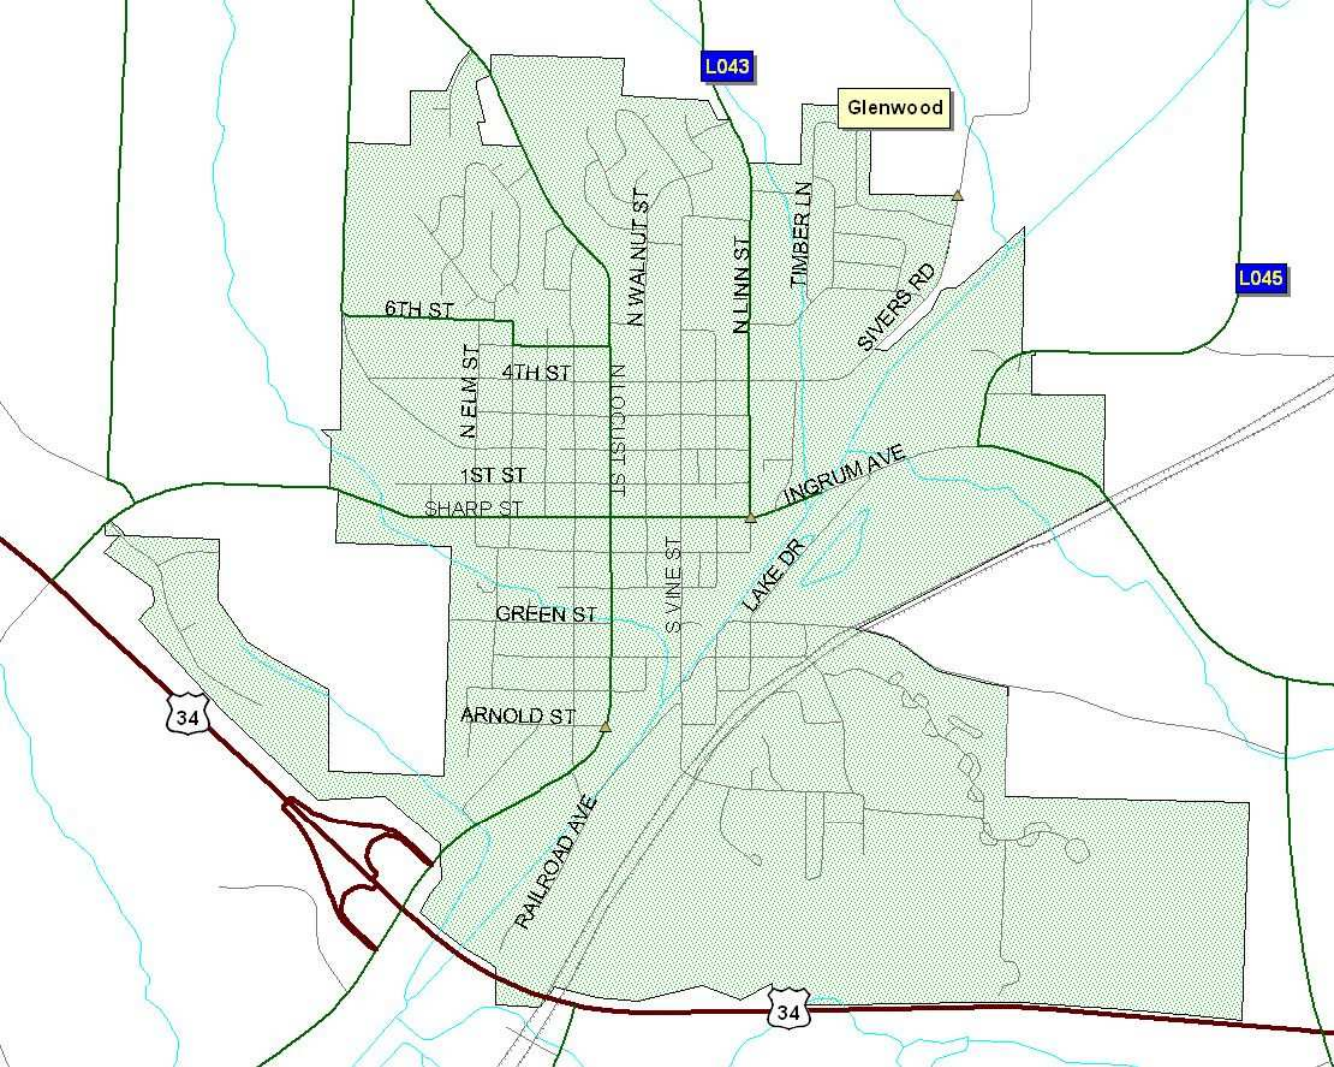 L043
Glenwood
N WALNUT ST
TIMBER LN
N LINN ST
L045
SIVERS RD
6TH ST
N ELM ST
4TH ST
N LOCUST ST
1ST ST
INGRUM AVE
SHARP ST
S VINE ST
LAKE DR
GREEN ST
34
ARNOLD ST
RAILROAD AVE
34